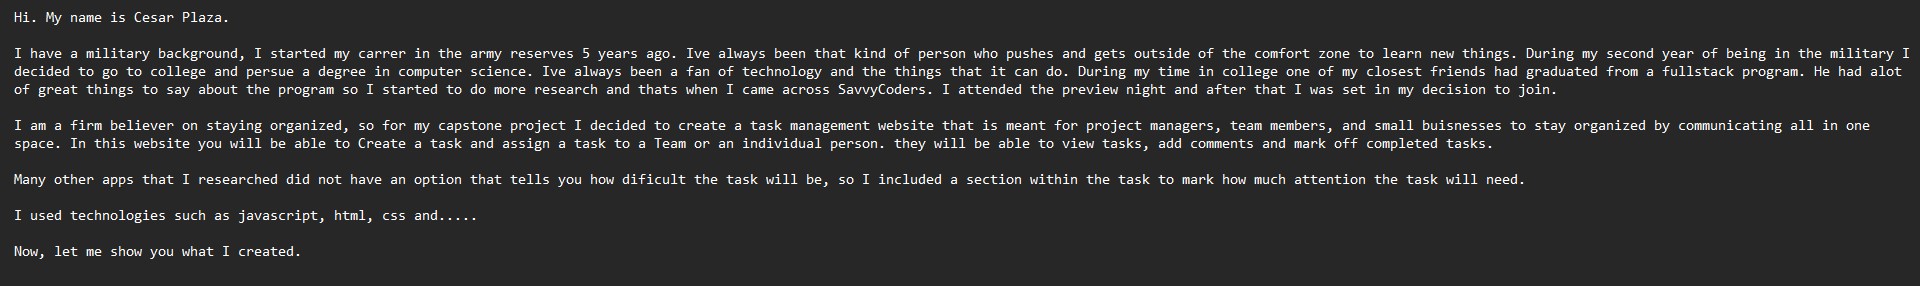 Hi. My name is Cesar Plaza.
I have a military background, I started my carrer in the army reserves 5 years ago. Ive always been that kind of person who pushes and gets outside of the comfort zone to learn new things. During my second year of being in the military I
decided to go to college and persue a degree in computer science. Ive always been a fan of technology and the things that it can do. During my time in college one of my closest friends had graduated from a fullstack program. He had alot
of great things to say about the program so I started to do more research and thats when I came across SavvyCoders. I attended the preview night and after that I was set in my decision to join.
I am a firm believer on staying organized, so for my capstone project I decided to create a task management website that is meant for project managers, team members, and small buisnesses to stay organized by communicating all in one
space. In this website you will be able to Create a task and assign a task to a Team or an individual person. they will be able to view tasks, add comments and mark off completed tasks.
Many other apps that I researched did not have an option that tells you how dificult the task will be, so I included a section within the task to mark how much attention the task will need.
I used technologies such as javascript, html, css and.....
Now, let me show you what I created.